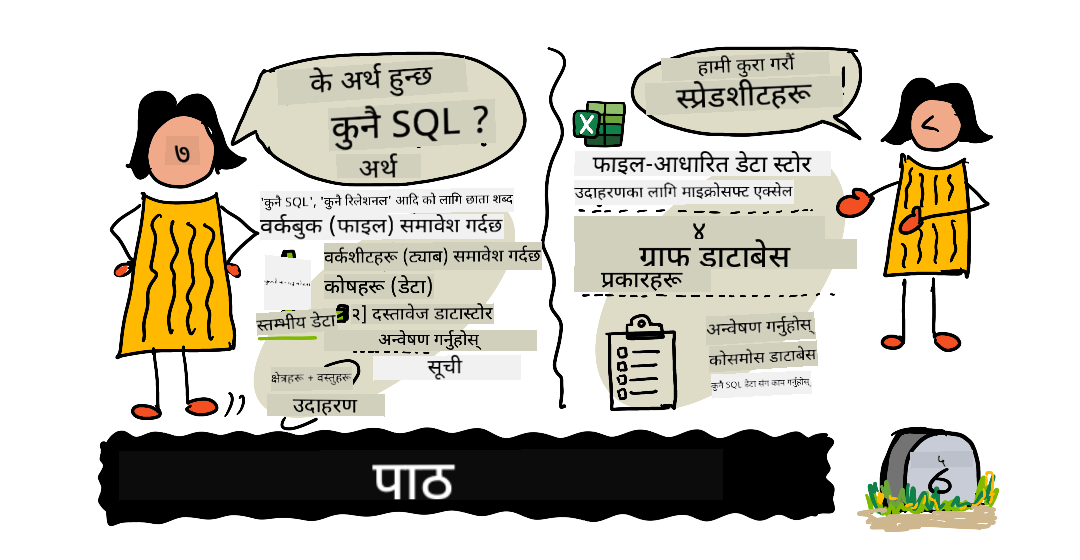 के अर्थ हुन्छ
कुनै SQL ?
अर्थ
७
'कुनै SQL', 'कुनै रिलेशनल' आदि को लागि छाता शब्द
वर्कबुक (फाइल) समावेश गर्दछ
वर्कशीटहरू (ट्याब) समावेश गर्दछ
कोषहरू (डेटा)
स्तम्भीय डेटा
२] दस्तावेज डाटास्टोर
अन्वेषण गर्नुहोस्
सूची
क्षेत्रहरू + वस्तुहरू
उदाहरण
हामी कुरा गरौं
स्प्रेडशीटहरू
!
X
फाइल-आधारित डेटा स्टोर
उदाहरणका लागि माइक्रोसफ्ट एक्सेल
४
ग्राफ डाटाबेस
प्रकारहरू
अन्वेषण गर्नुहोस्
कोसमोस डाटाबेस
कुनै SQL डेटा संग काम गर्नुहोस्
पाठ
५
6